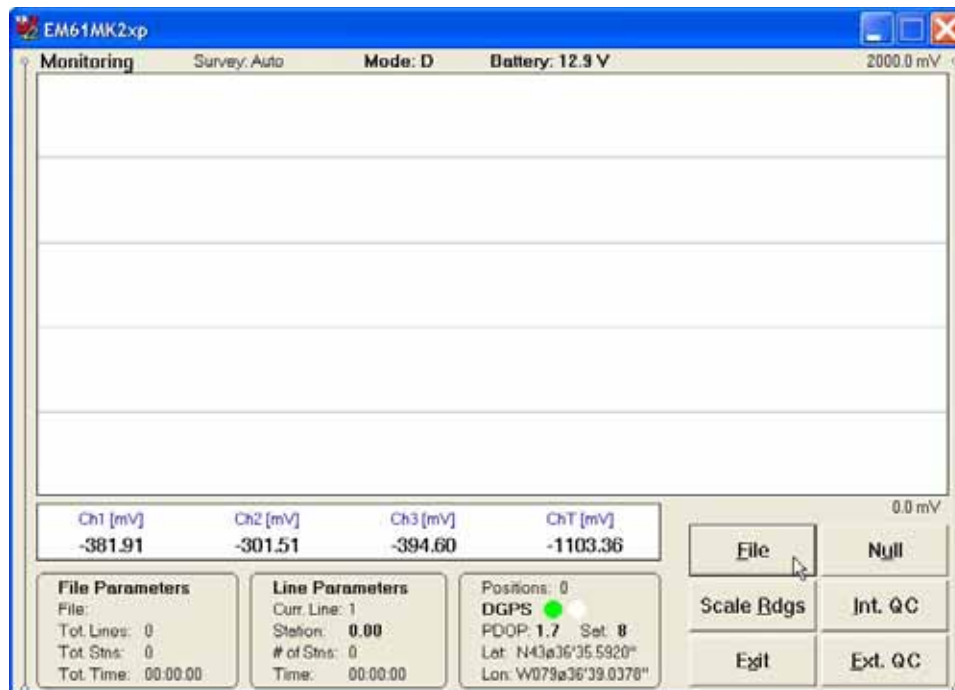 EM61MK2xp
Monitoring Survey: Auto Mode: D Battery: 12.9 V 2000.0 mV
0.0 mV
Ch1 [mV] Ch2 [mV] Ch3 [mV] ChT [mV]
-381.91 -301.51 -394.60 -1103.36
File Null
Scale Rdgs Int. QC
Exit Ext. QC
File Parameters
File:
Tot. Lines: 0
Tot. Stns: 0
Tot. Time: 00:00:00
Line Parameters
Curr. Line: 1
Station: 0.00
# of Stns: 0
Time: 00:00:00
Positions: 0
DGPS
PDOP: 1.7 Sat: 8
Lat: N43ø36'35.5920"
Lon: W079ø36'39.0378"